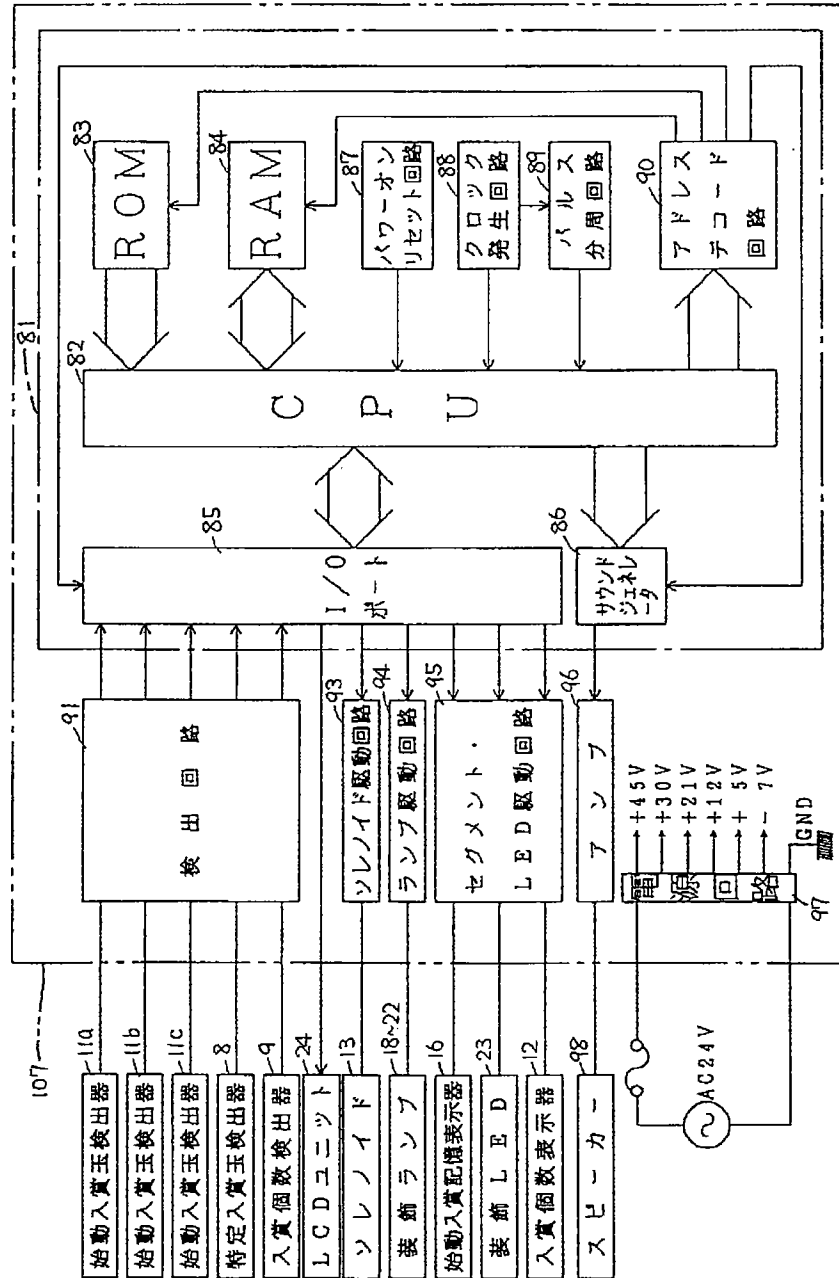 107
81
始動入賞玉検出器
11a
始動入賞玉検出器
11b
始動入賞玉検出器
11c
特定入賞玉検出器
8
入賞個数検出器
9
LCDユニット
24
ソレノイド
13
装飾ランプ
18~22
始動入賞記憶表示器
16
装飾LED
23
入賞個数表示器
12
スピーカー
98
AC24V
検出回路
91
ソレノイド駆動回路
93
ランプ駆動回路
94
セグメント・
LED駆動回路
95
アンプ
96
電源回路
97
+45V
+30V
+21V
+12V
+5V
-7V
GND
I/O
ポート
85
サウンド
ジェネレ
ータ
86
CPU
82
ROM
83
RAM
84
パワーオン
リセット回路
87
クロック
発生回路
88
パルス
分周回路
89
アドレス
デコード
回路
90